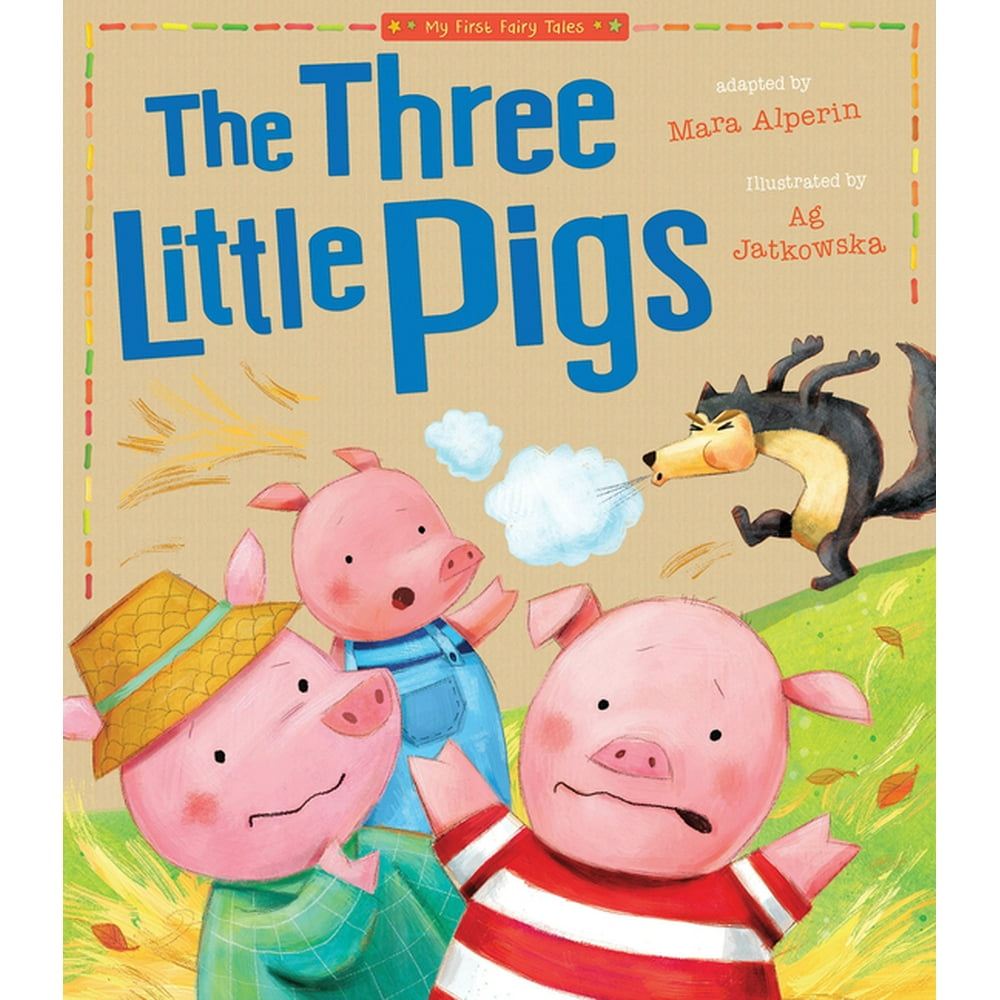 My First Fairy Tales
The Three
Little Pigs
adapted by
Mara Alperin
Illustrated by
Ag
Jatkowska